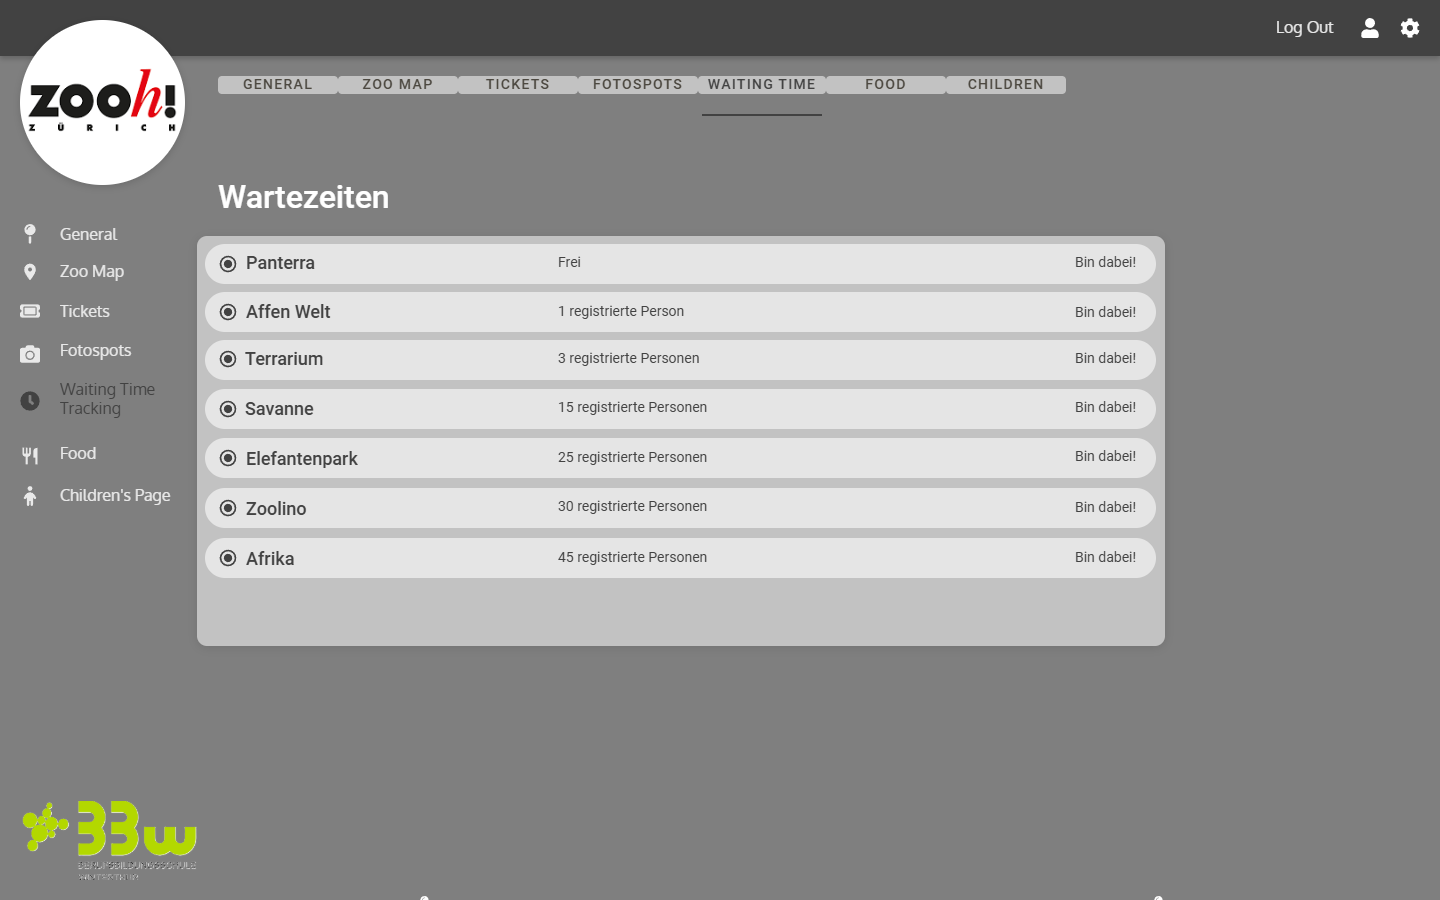 Log Out
zooh!
ZÜRICH
GENERAL ZOO MAP TICKETS FOTOSPOTS WAITING TIME FOOD CHILDREN
Wartezeiten
General
Zoo Map
Tickets
Fotospots
Waiting Time
Tracking
Food
Children's Page
Panterra Frei Bin dabei!
Affen Welt 1 registrierte Person Bin dabei!
Terrarium 3 registrierte Personen Bin dabei!
Savanne 15 registrierte Personen Bin dabei!
Elefantenpark 25 registrierte Personen Bin dabei!
Zoolino 30 registrierte Personen Bin dabei!
Afrika 45 registrierte Personen Bin dabei!
BBW